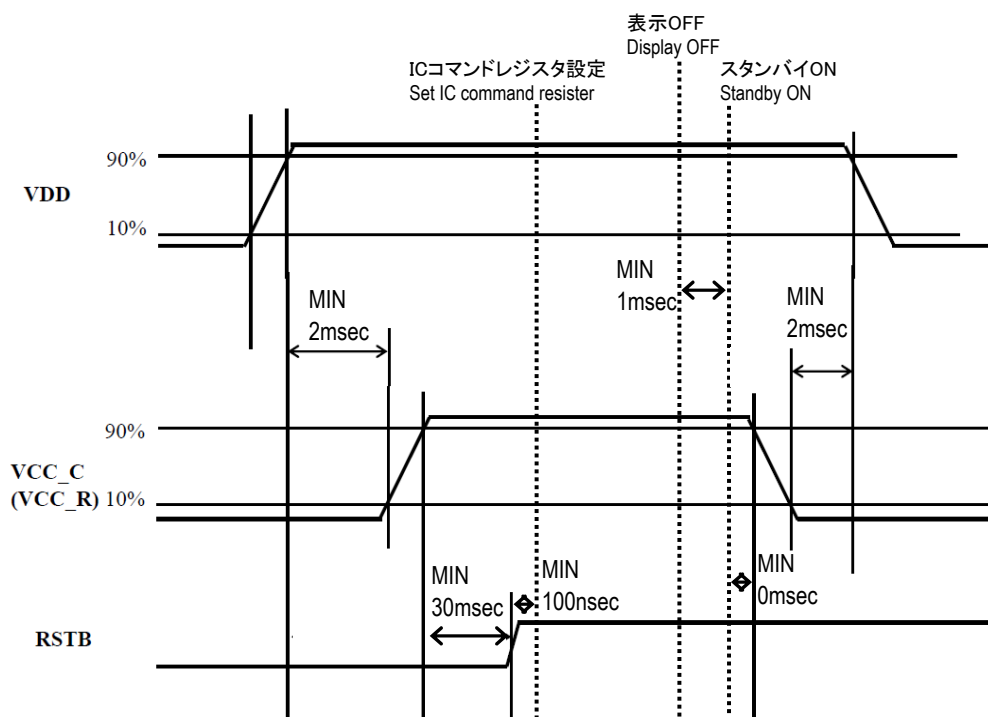 表示OFF
Display OFF
ICコマンドレジスタ設定
Set IC command resister
スタンバイON
Standby ON
90%
VDD
10%
MIN
2msec
MIN
1msec
MIN
2msec
90%
VCC_C
(VCC_R)
10%
MIN
30msec
MIN
100nsec
MIN
0msec
RSTB